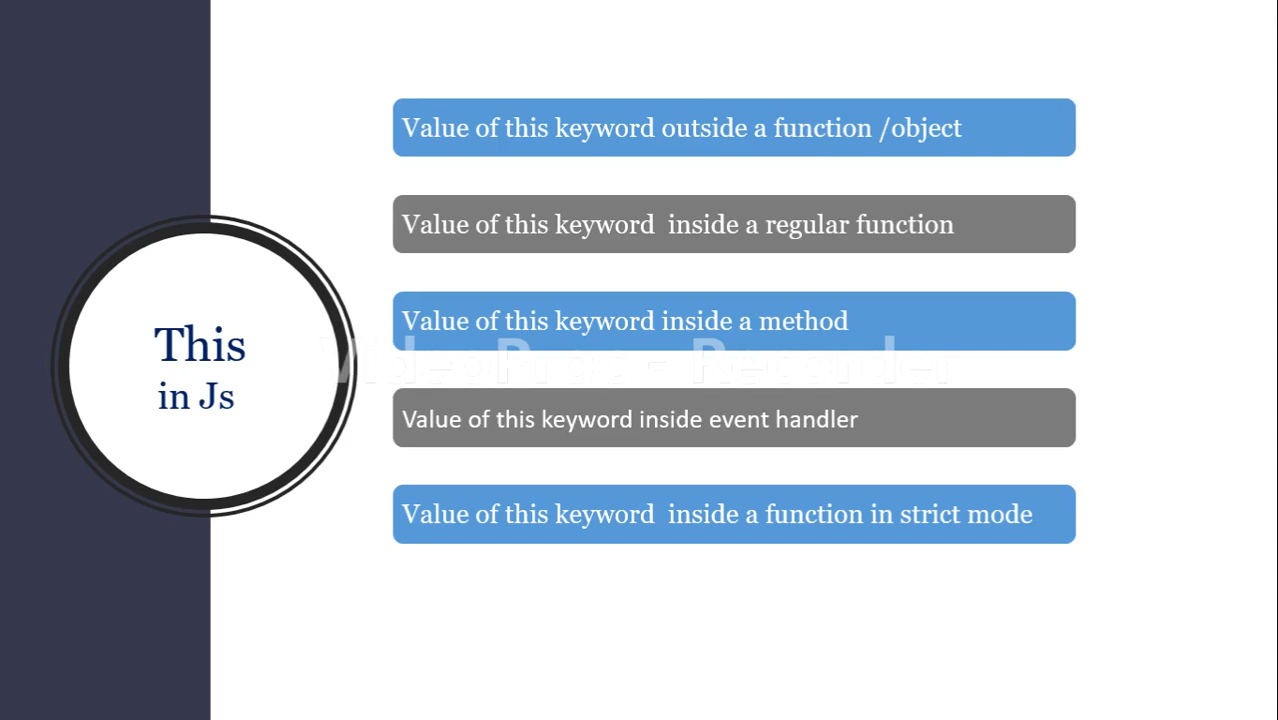 This
in Js
Value of this keyword outside a function /object
Value of this keyword  inside a regular function
Value of this keyword inside a method
VideoProc - Recorder
Value of this keyword inside event handler
Value of this keyword  inside a function in strict mode